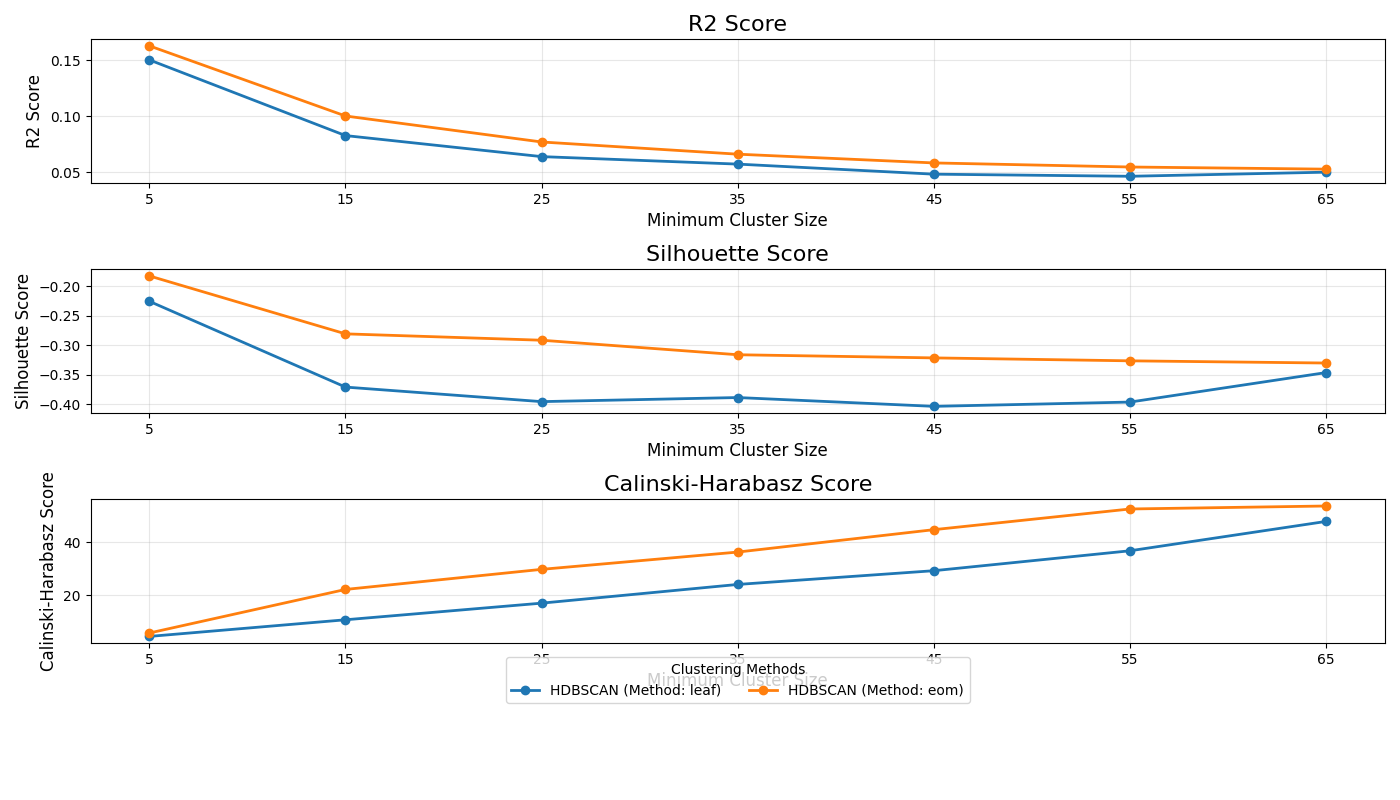 R2 Score
R2 Score
0.15
0.10
0.05
5 15 25 35 45 55 65
Minimum Cluster Size
Silhouette Score
Silhouette Score
−0.20
−0.25
−0.30
−0.35
−0.40
5 15 25 35 45 55 65
Minimum Cluster Size
Calinski-Harabasz Score
Calinski-Harabasz Score
40
20
5 15 25 35 45 55 65
Minimum Cluster Size
Clustering Methods
HDBSCAN (Method: leaf) HDBSCAN (Method: eom)